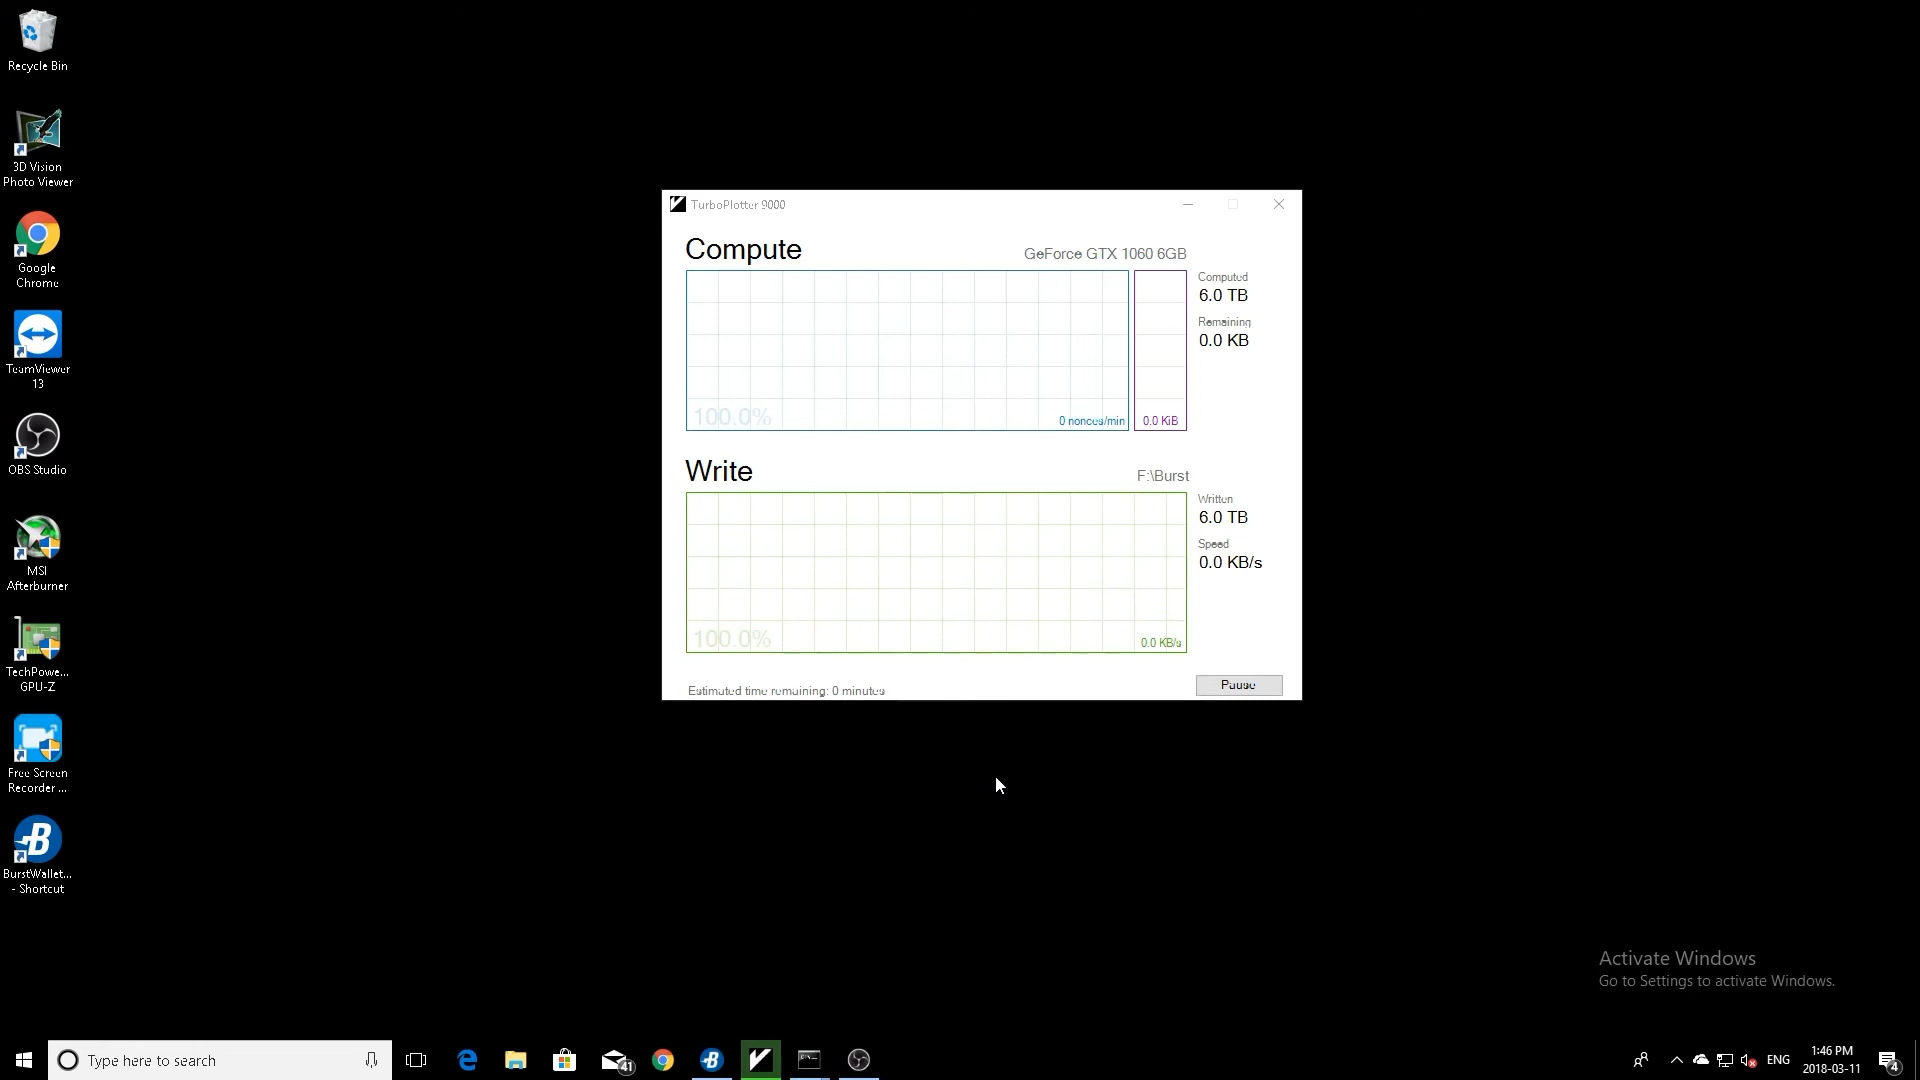 Recycle Bin
3D Vision
Photo Viewer
Google
Chrome
TeamViewer
13
OBS Studio
MSI
Afterburner
TechPowe...
GPU-Z
Free Screen
Recorder ...
BurstWallet...
- Shortcut
TurboPlotter 9000
Compute
GeForce GTX 1060 6GB
Computed
6.0 TB
Remaining
0.0 KB
100.0%
0 nonces/min
0.0 KiB
Write
F:\Burst
Written
6.0 TB
Speed
0.0 KB/s
100.0%
0.0 KB/s
Estimated time remaining: 0 minutes
Pause
Activate Windows
Go to Settings to activate Windows.
Type here to search
41
ENG
1:46 PM
2018-03-11
4